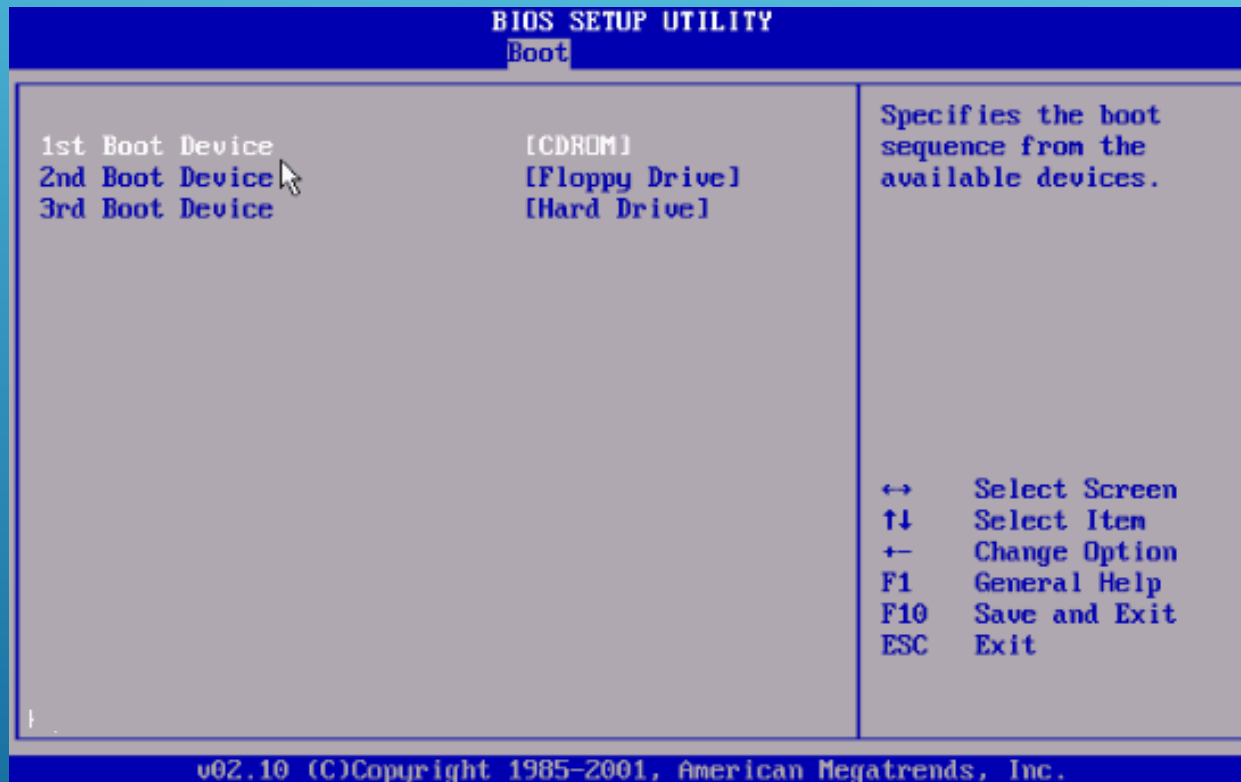 BIOS SETUP UTILITY
Boot
1st Boot Device [CDROM]
2nd Boot Device [Floppy Drive]
3rd Boot Device [Hard Drive]
Specifies the boot
sequence from the
available devices.
↔ Select Screen
↑↓ Select Item
+- Change Option
F1 General Help
F10 Save and Exit
ESC Exit
v02.10 (C)Copyright 1985-2001, American Megatrends, Inc.